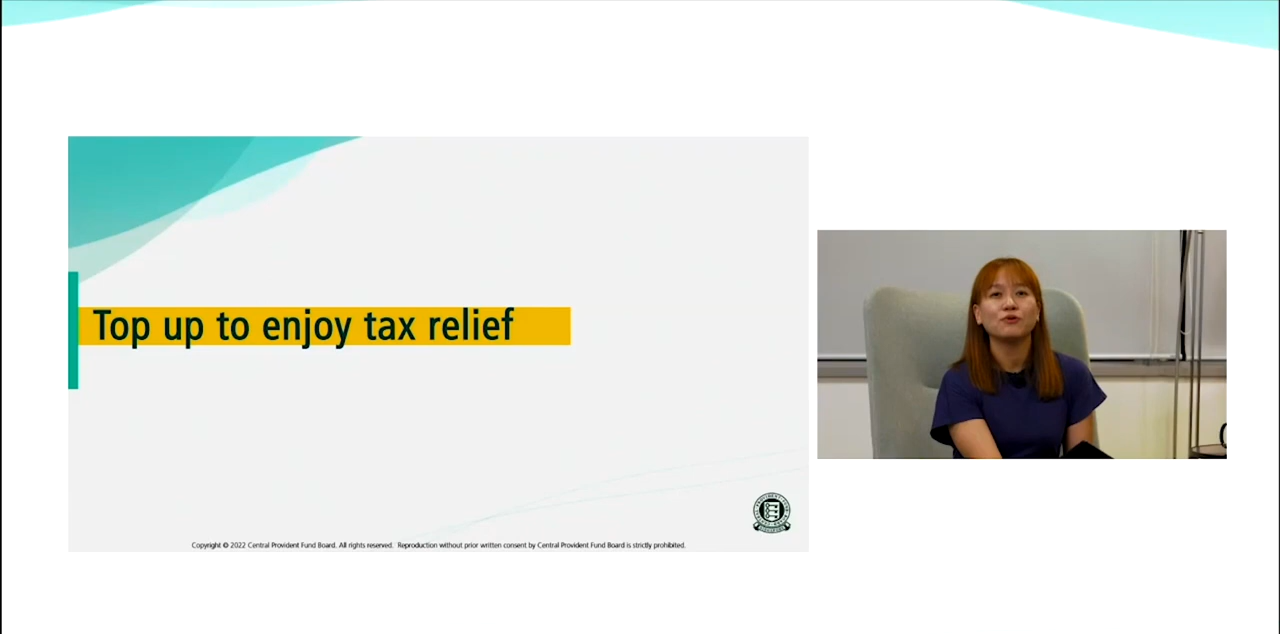 Top up to enjoy tax relief
Copyright © 2022 Central Provident Fund Board. All rights reserved. Reproduction without prior written consent by Central Provident Fund Board is strictly prohibited.